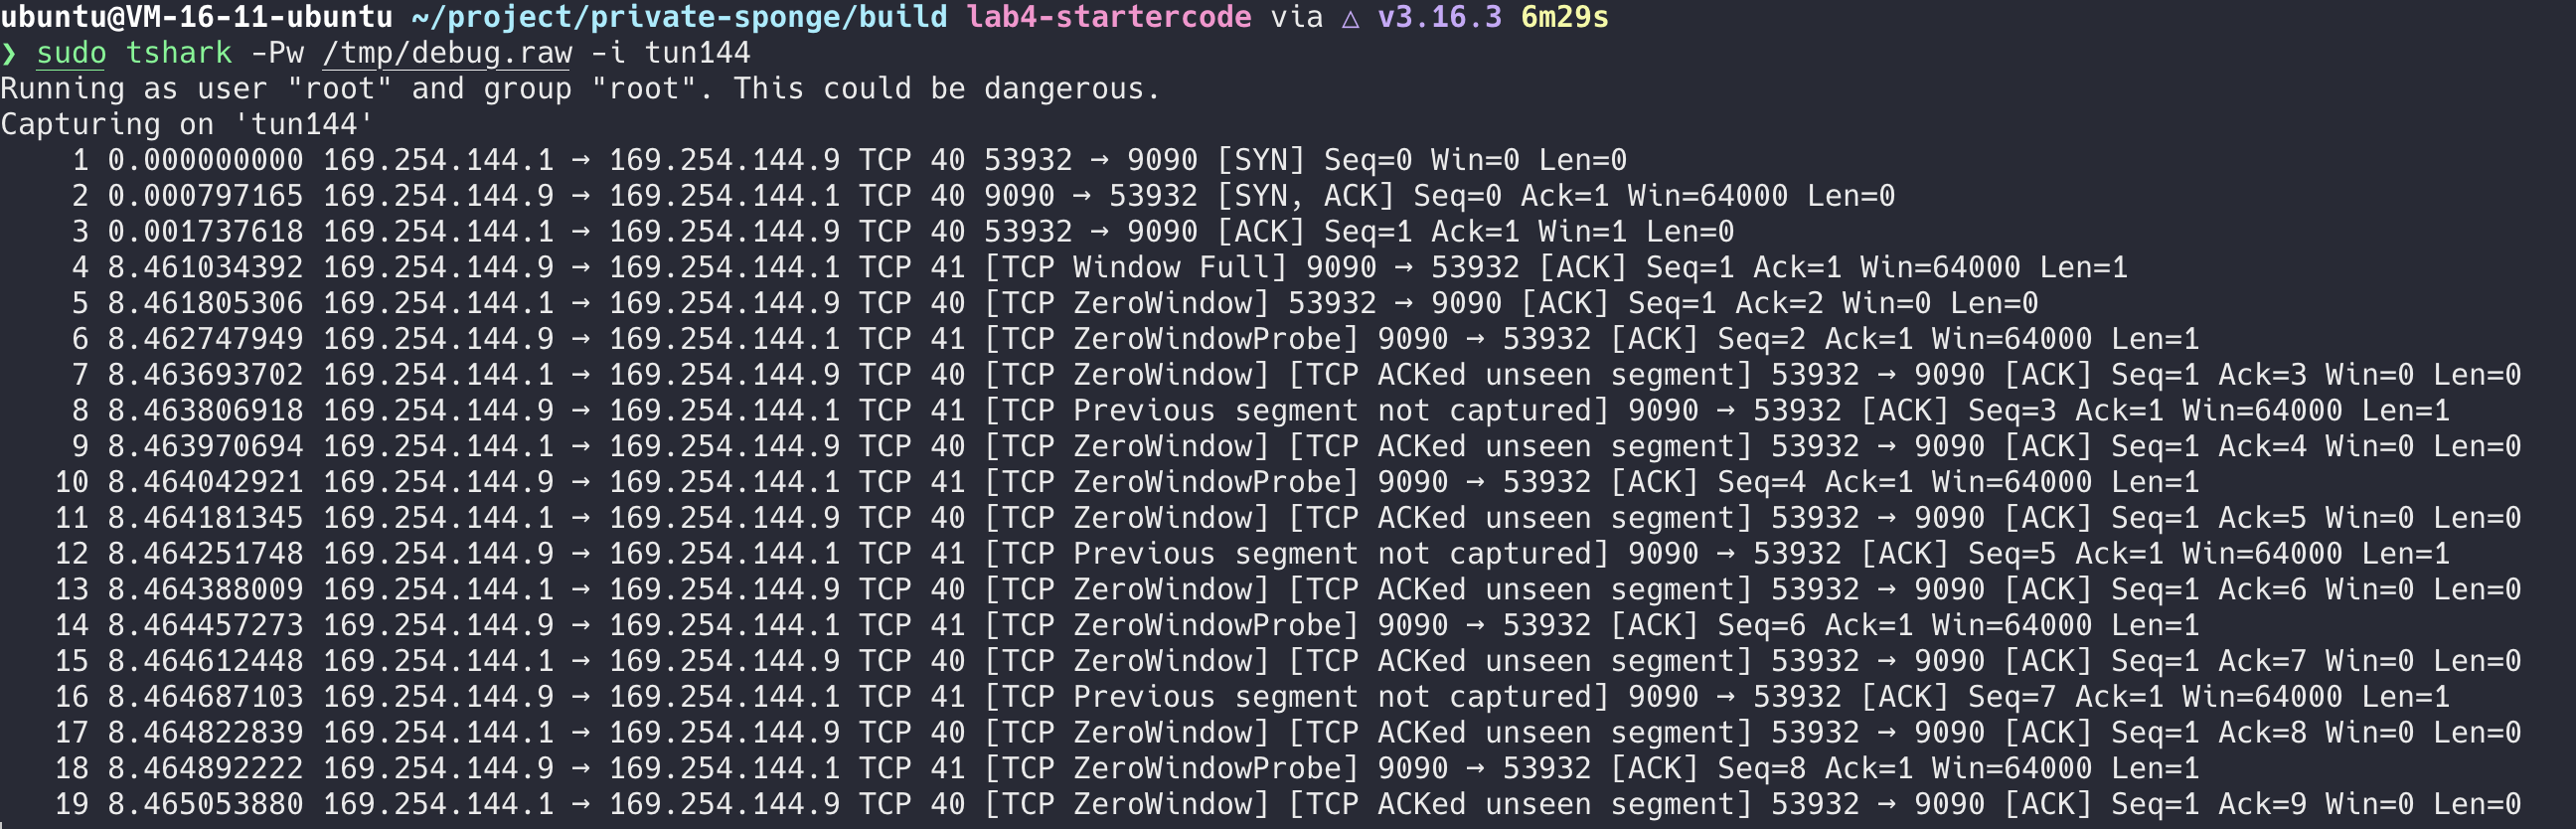 ubuntu@VM-16-11-ubuntu ~/project/private-sponge/build lab4-startercode via △ v3.16.3 6m29s
❯ sudo tshark -Pw /tmp/debug.raw -i tun144
Running as user "root" and group "root". This could be dangerous.
Capturing on 'tun144'
1 0.000000000 169.254.144.1 → 169.254.144.9 TCP 40 53932 → 9090 [SYN] Seq=0 Win=0 Len=0
2 0.000797165 169.254.144.9 → 169.254.144.1 TCP 40 9090 → 53932 [SYN, ACK] Seq=0 Ack=1 Win=64000 Len=0
3 0.001737618 169.254.144.1 → 169.254.144.9 TCP 40 53932 → 9090 [ACK] Seq=1 Ack=1 Win=1 Len=0
4 8.461034392 169.254.144.9 → 169.254.144.1 TCP 41 [TCP Window Full] 9090 → 53932 [ACK] Seq=1 Ack=1 Win=64000 Len=1
5 8.461805306 169.254.144.1 → 169.254.144.9 TCP 40 [TCP ZeroWindow] 53932 → 9090 [ACK] Seq=1 Ack=2 Win=0 Len=0
6 8.462747949 169.254.144.9 → 169.254.144.1 TCP 41 [TCP ZeroWindowProbe] 9090 → 53932 [ACK] Seq=2 Ack=1 Win=64000 Len=1
7 8.463693702 169.254.144.1 → 169.254.144.9 TCP 40 [TCP ZeroWindow] [TCP ACKed unseen segment] 53932 → 9090 [ACK] Seq=1 Ack=3 Win=0 Len=0
8 8.463806918 169.254.144.9 → 169.254.144.1 TCP 41 [TCP Previous segment not captured] 9090 → 53932 [ACK] Seq=3 Ack=1 Win=64000 Len=1
9 8.463970694 169.254.144.1 → 169.254.144.9 TCP 40 [TCP ZeroWindow] [TCP ACKed unseen segment] 53932 → 9090 [ACK] Seq=1 Ack=4 Win=0 Len=0
10 8.464042921 169.254.144.9 → 169.254.144.1 TCP 41 [TCP ZeroWindowProbe] 9090 → 53932 [ACK] Seq=4 Ack=1 Win=64000 Len=1
11 8.464181345 169.254.144.1 → 169.254.144.9 TCP 40 [TCP ZeroWindow] [TCP ACKed unseen segment] 53932 → 9090 [ACK] Seq=1 Ack=5 Win=0 Len=0
12 8.464251748 169.254.144.9 → 169.254.144.1 TCP 41 [TCP Previous segment not captured] 9090 → 53932 [ACK] Seq=5 Ack=1 Win=64000 Len=1
13 8.464388009 169.254.144.1 → 169.254.144.9 TCP 40 [TCP ZeroWindow] [TCP ACKed unseen segment] 53932 → 9090 [ACK] Seq=1 Ack=6 Win=0 Len=0
14 8.464457273 169.254.144.9 → 169.254.144.1 TCP 41 [TCP ZeroWindowProbe] 9090 → 53932 [ACK] Seq=6 Ack=1 Win=64000 Len=1
15 8.464612448 169.254.144.1 → 169.254.144.9 TCP 40 [TCP ZeroWindow] [TCP ACKed unseen segment] 53932 → 9090 [ACK] Seq=1 Ack=7 Win=0 Len=0
16 8.464687103 169.254.144.9 → 169.254.144.1 TCP 41 [TCP Previous segment not captured] 9090 → 53932 [ACK] Seq=7 Ack=1 Win=64000 Len=1
17 8.464822839 169.254.144.1 → 169.254.144.9 TCP 40 [TCP ZeroWindow] [TCP ACKed unseen segment] 53932 → 9090 [ACK] Seq=1 Ack=8 Win=0 Len=0
18 8.464892222 169.254.144.9 → 169.254.144.1 TCP 41 [TCP ZeroWindowProbe] 9090 → 53932 [ACK] Seq=8 Ack=1 Win=64000 Len=1
19 8.465053880 169.254.144.1 → 169.254.144.9 TCP 40 [TCP ZeroWindow] [TCP ACKed unseen segment] 53932 → 9090 [ACK] Seq=1 Ack=9 Win=0 Len=0